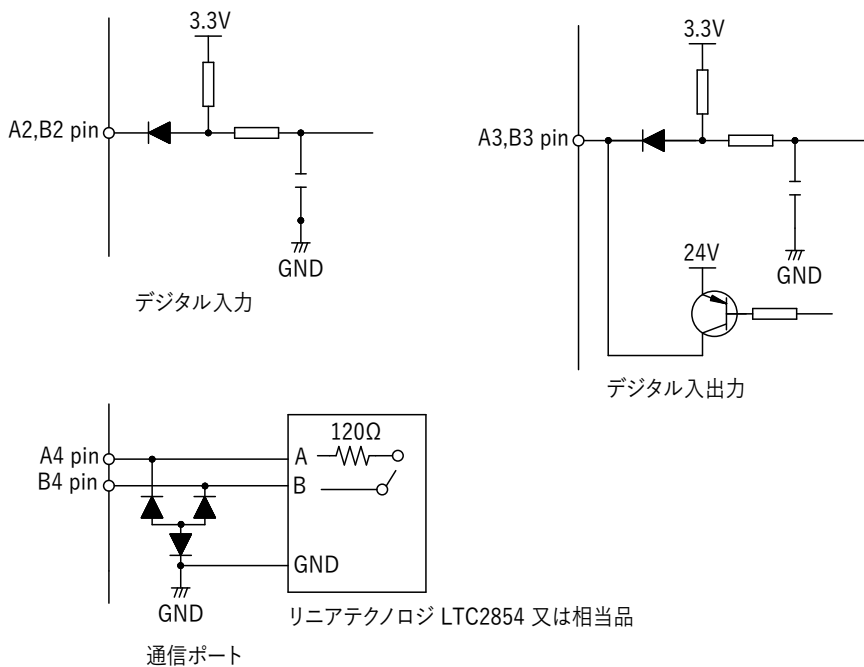 3.3V
A2,B2 pin
GND
デジタル入力
3.3V
A3,B3 pin
24V
GND
デジタル入出力
A4 pin
B4 pin
120Ω
A
B
GND
GND
リニアテクノロジ LTC2854 又は相当品
通信ポート